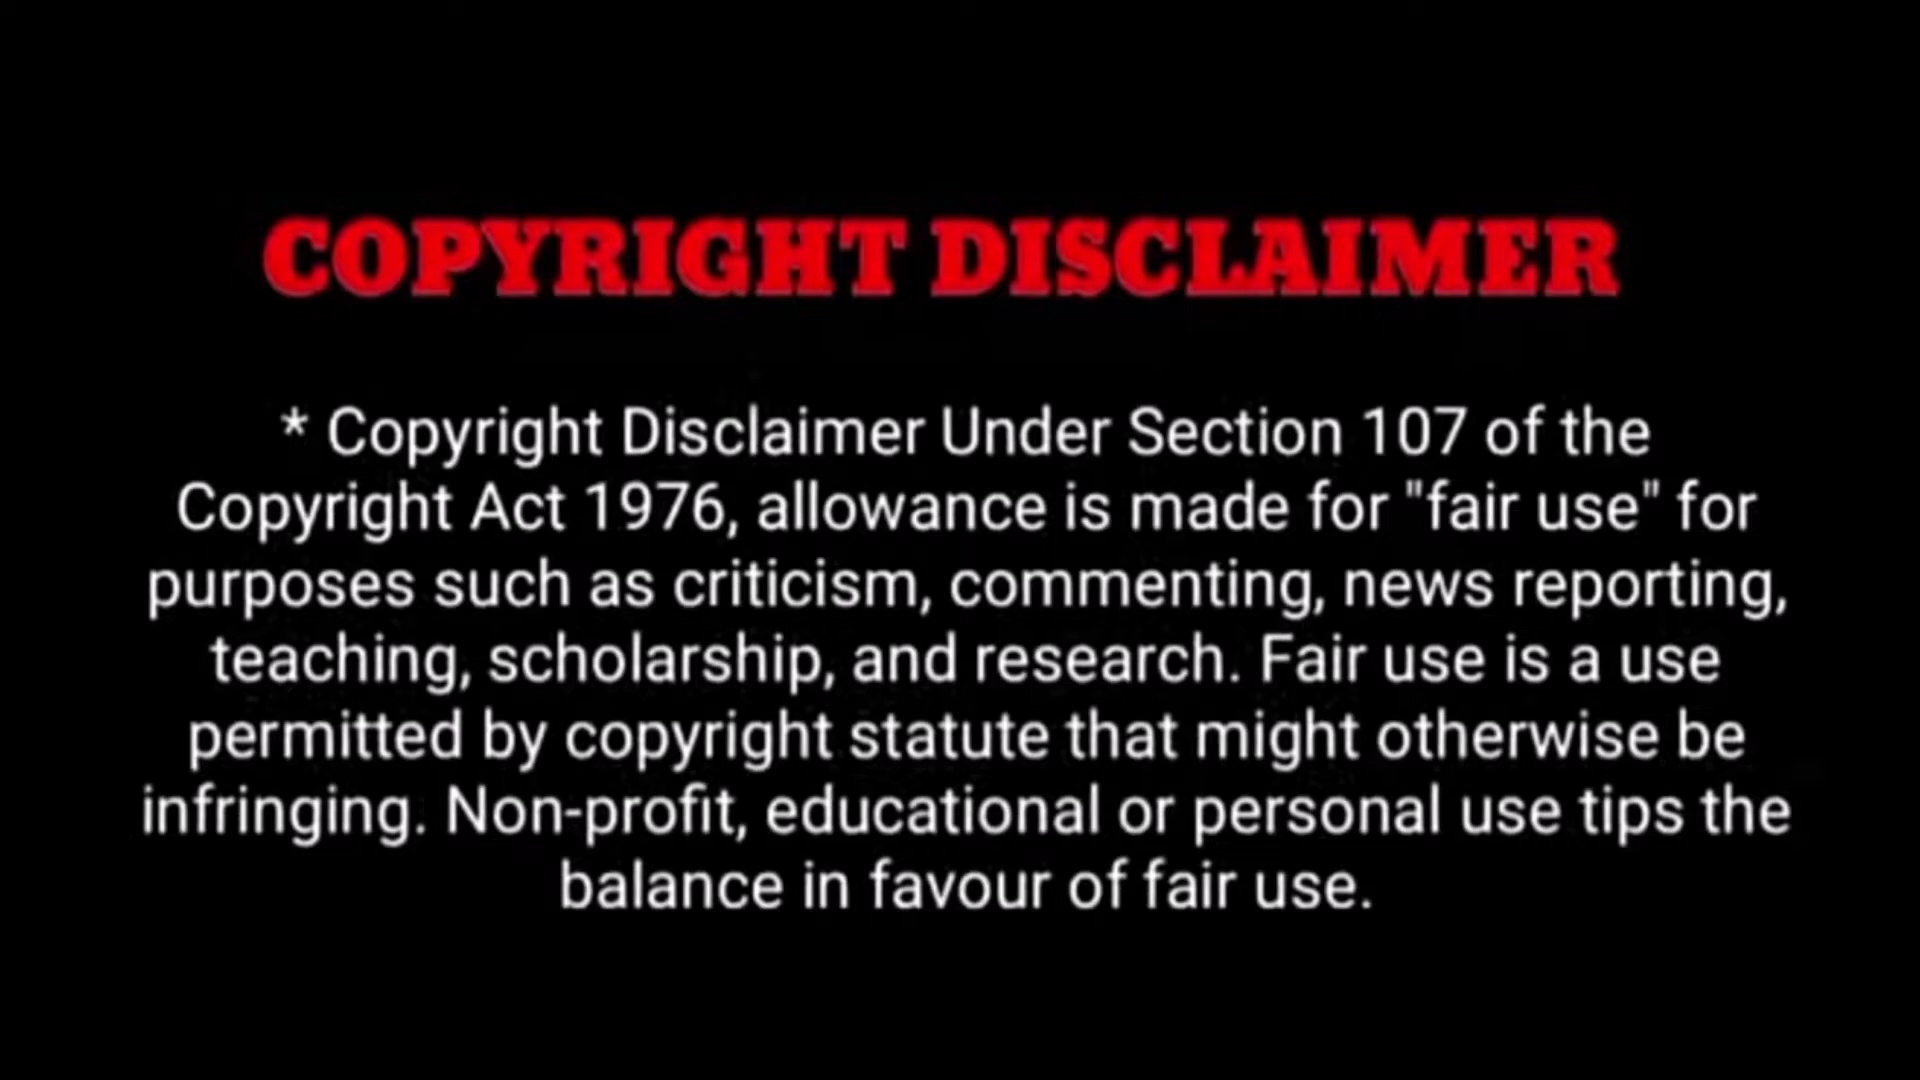 COPYRIGHT DISCLAIMER
* Copyright Disclaimer Under Section 107 of the
Copyright Act 1976, allowance is made for "fair use" for
purposes such as criticism, commenting, news reporting,
teaching, scholarship, and research. Fair use is a use
permitted by copyright statute that might otherwise be
infringing. Non-profit, educational or personal use tips the
balance in favour of fair use.